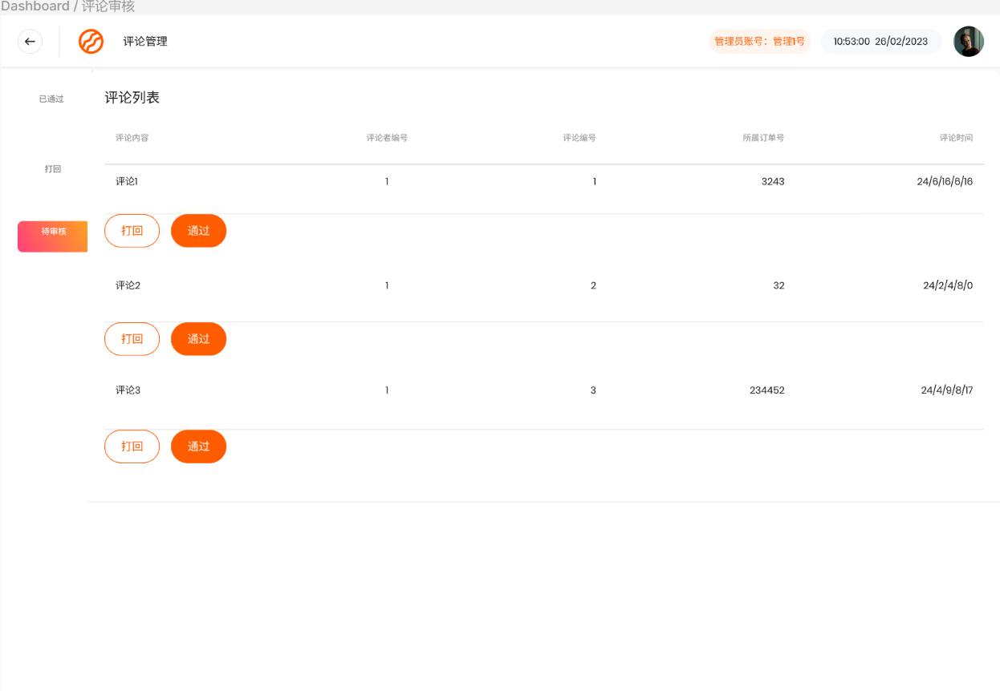 Dashboard / 评论审核
评论管理
管理员账号：管理1号
10:53:00 26/02/2023
已通过
打回
待审核
评论列表
评论内容 评论者编号 评论编号 所属订单号 评论时间
评论1 1 1 3243 24/6/16/6/16
打回 通过
评论2 1 2 32 24/2/4/8/0
打回 通过
评论3 1 3 234452 24/4/9/8/17
打回 通过